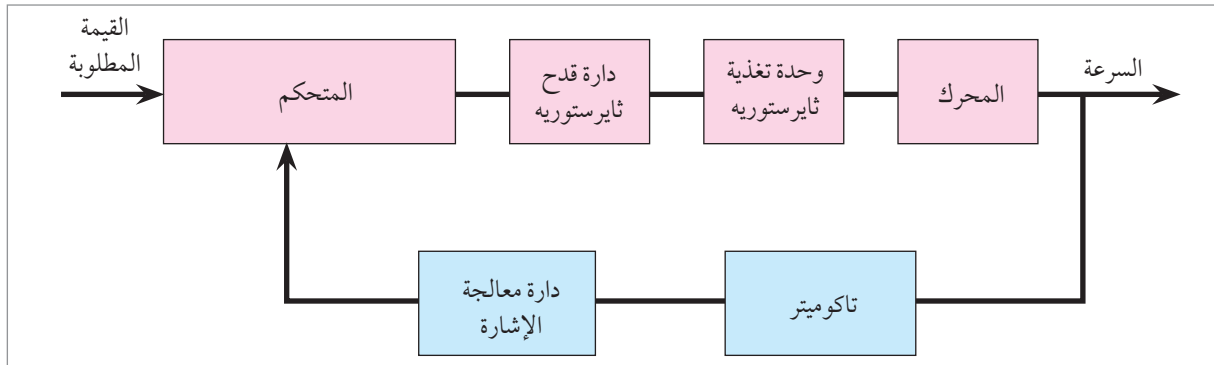 القيمة
المطلوبة
المتحكم
دارة قدح
ثايرستوريه
وحدة تغذية
ثايرستوريه
المحرك
السرعة
تاكوميتر
دارة معالجة
الإشارة